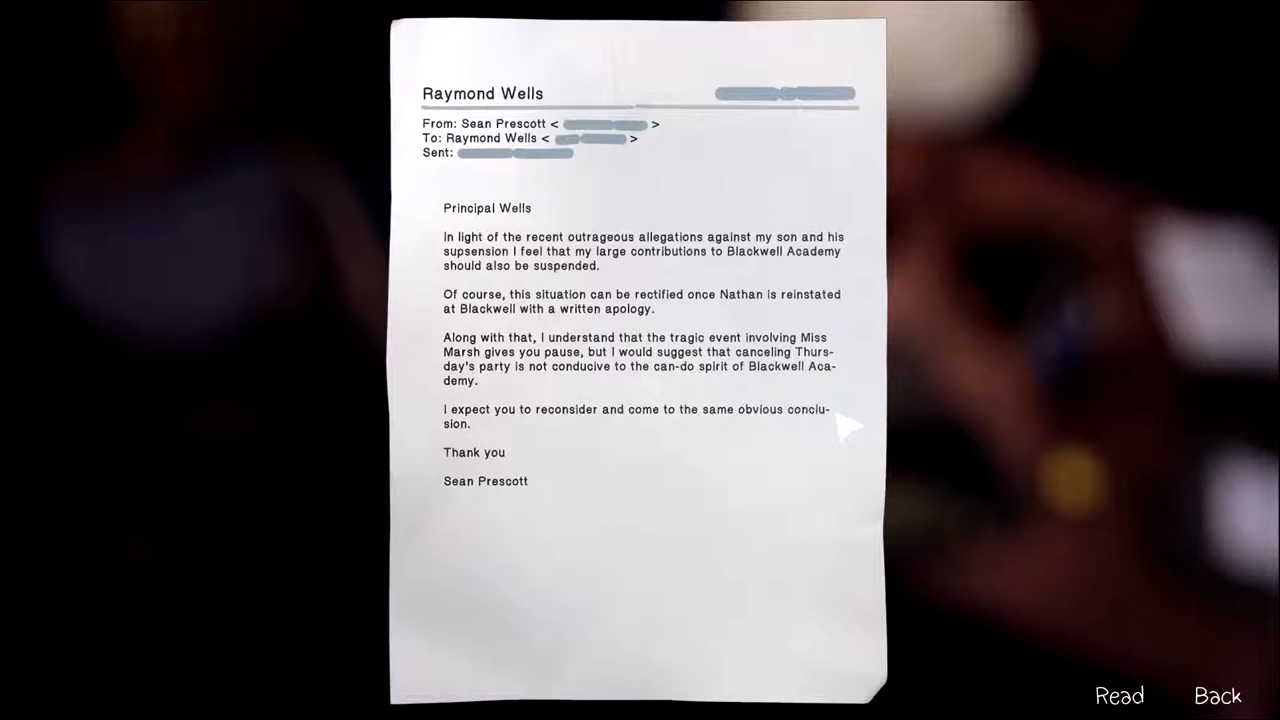 Raymond Wells
From: Sean Prescott < >
To: Raymond Wells < >
Sent:
Principal Wells
In light of the recent outrageous allegations against my son and his
supsension I feel that my large contributions to Blackwell Academy
should also be suspended.
Of course, this situation can be rectified once Nathan is reinstated
at Blackwell with a written apology.
Along with that, I understand that the tragic event involving Miss
Marsh gives you pause, but I would suggest that canceling Thurs-
day's party is not conducive to the can-do spirit of Blackwell Aca-
demy.
I expect you to reconsider and come to the same obvious conclu-
sion.
Thank you
Sean Prescott
Read Back